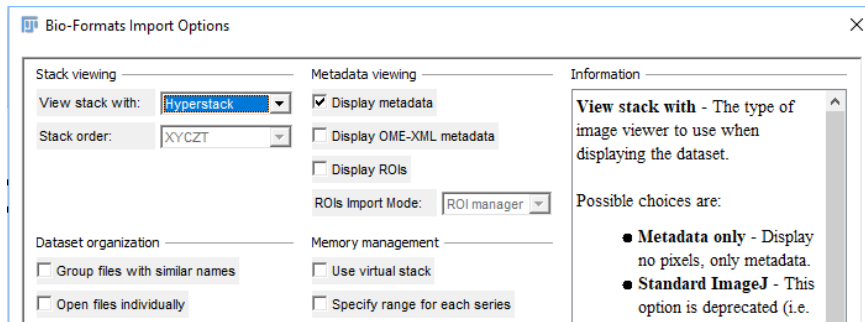 Bio-Formats Import Options
Stack viewing
View stack with: Hyperstack
Stack order: XYCZT
Metadata viewing
Display metadata
Display OME-XML metadata
Display ROIs
ROIs Import Mode: ROI manager
Information
View stack with - The type of
image viewer to use when
displaying the dataset.
Possible choices are:
Metadata only - Display
no pixels, only metadata.
Standard ImageJ - This
option is deprecated (i.e.
Dataset organization
Group files with similar names
Open files individually
Memory management
Use virtual stack
Specify range for each series